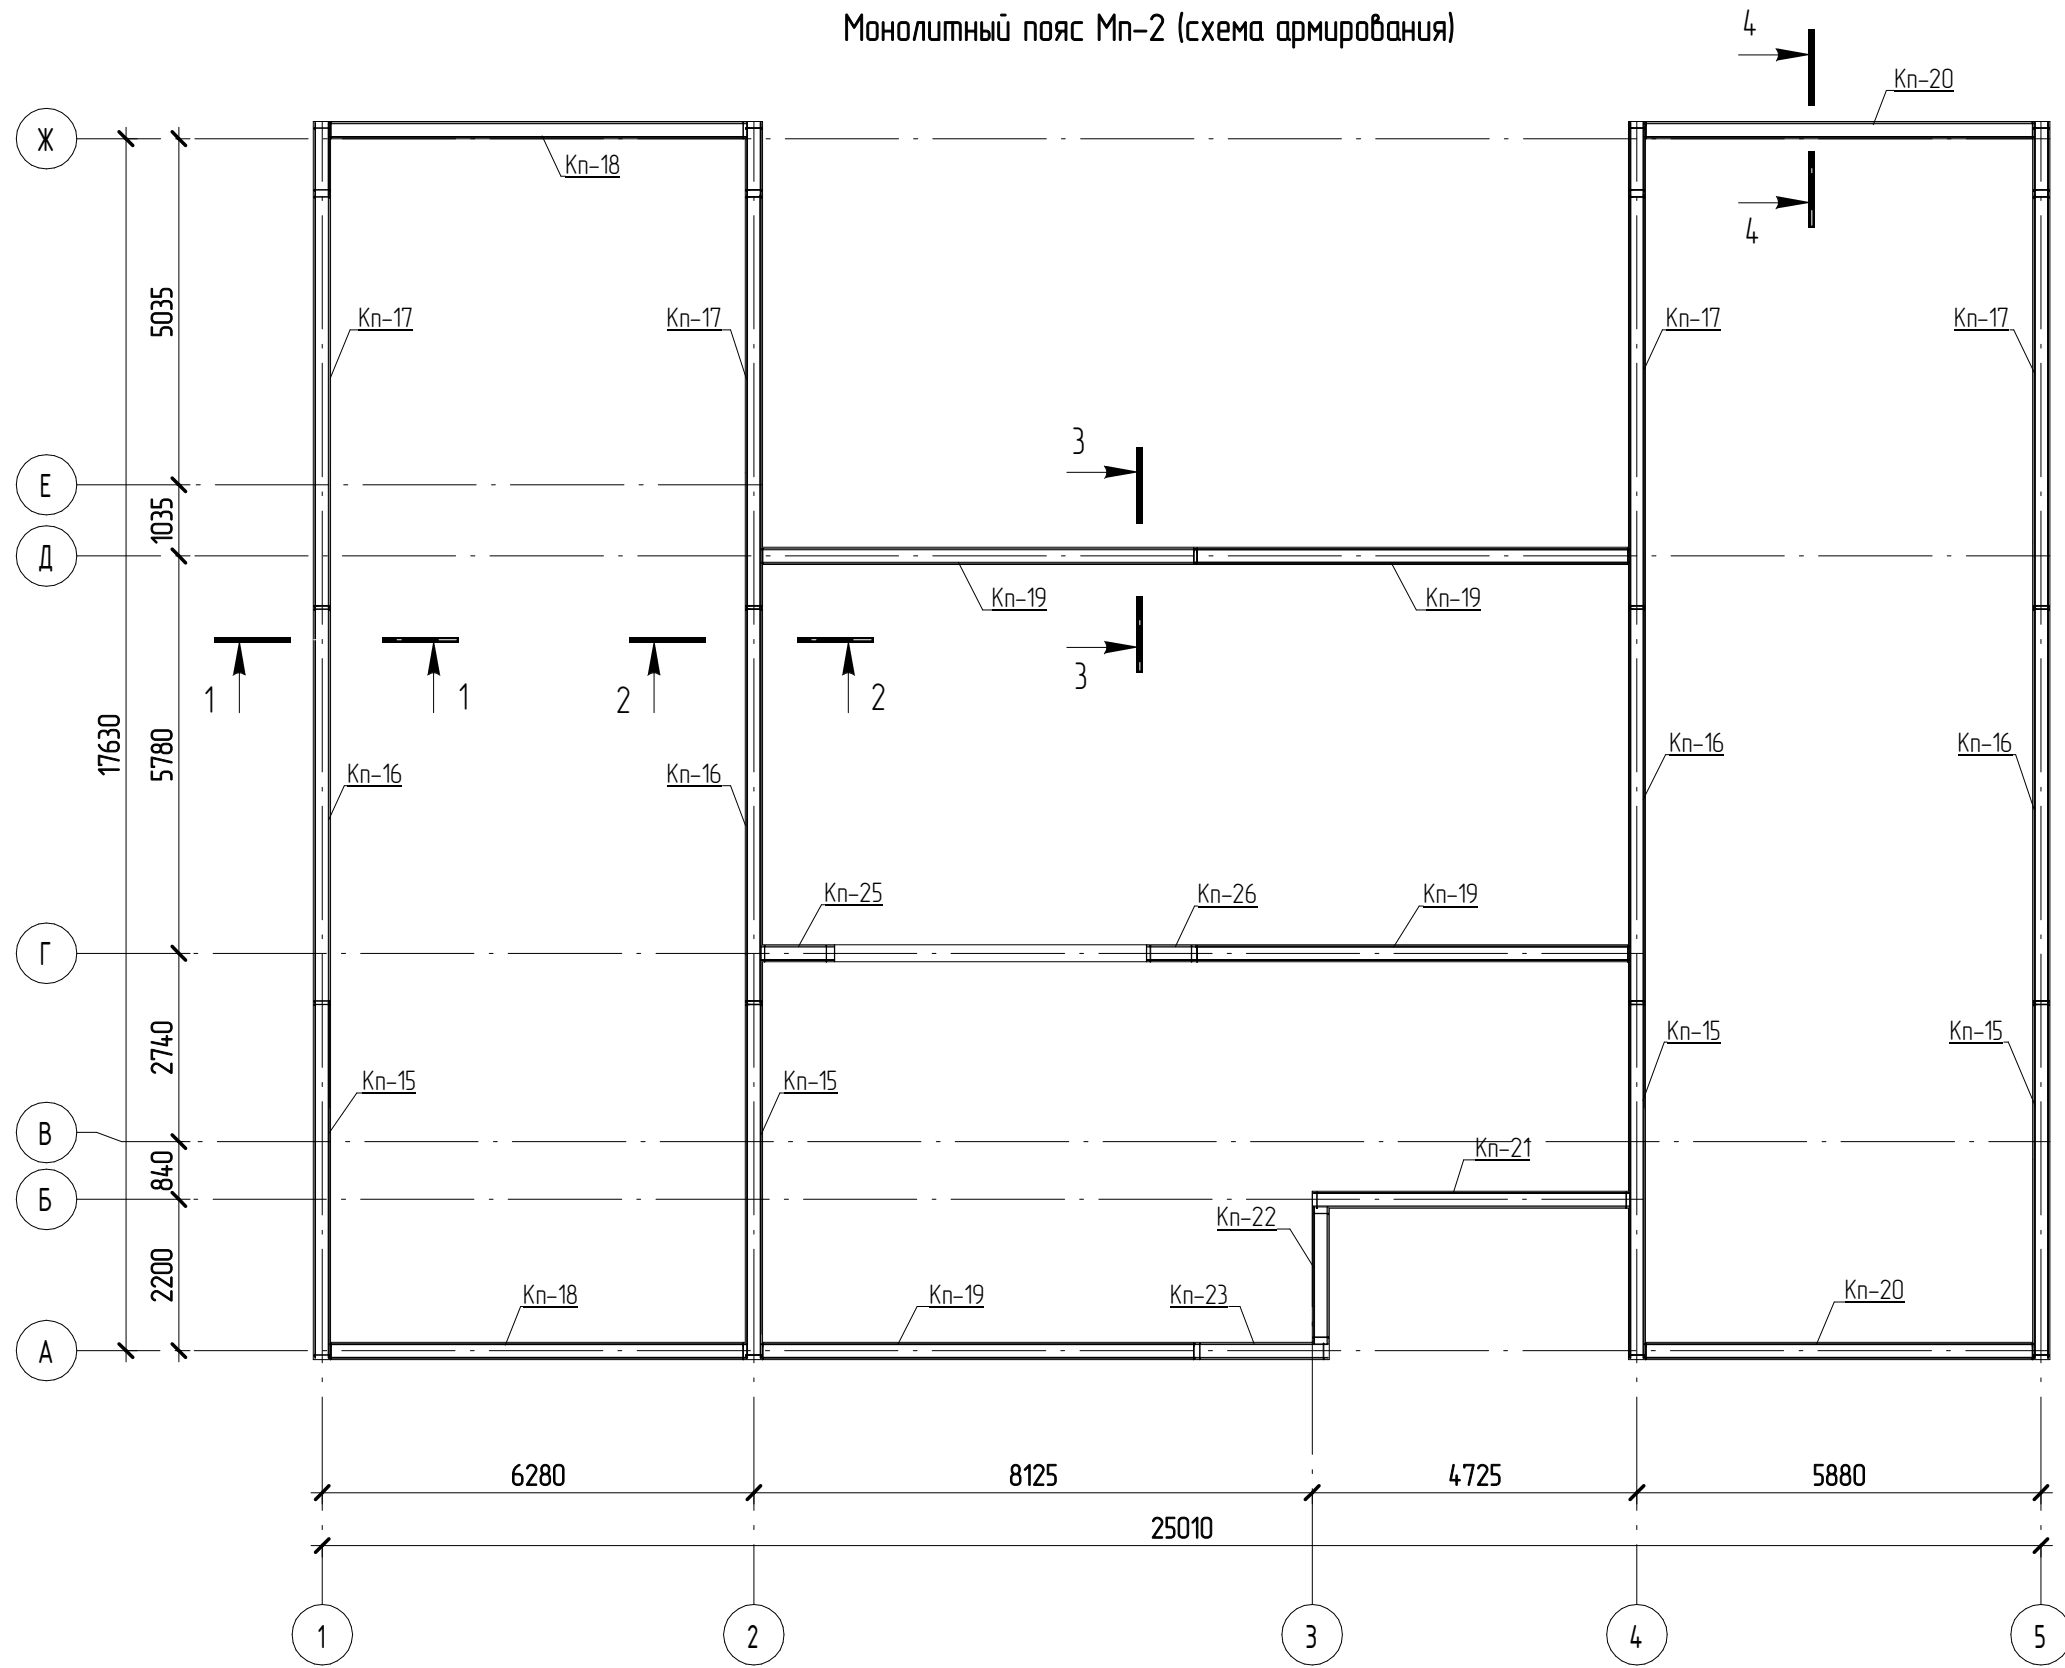 Монолитный пояс Мп-2 (схема армирования)
4
Кп-20
Ж
Кп-18
4
5035
Кп-17
Кп-17
Кп-17
Кп-17
3
Е
1035
Д
Кп-19
Кп-19
1
1
2
2
3
17630
5780
Кп-16
Кп-16
Кп-16
Кп-16
Кп-25
Кп-26
Кп-19
Г
2740
Кп-15
Кп-15
Кп-15
Кп-15
В
Кп-21
840
Б
Кп-22
2200
Кп-18
Кп-19
Кп-23
Кп-20
А
6280
8125
4725
5880
25010
1
2
3
4
5